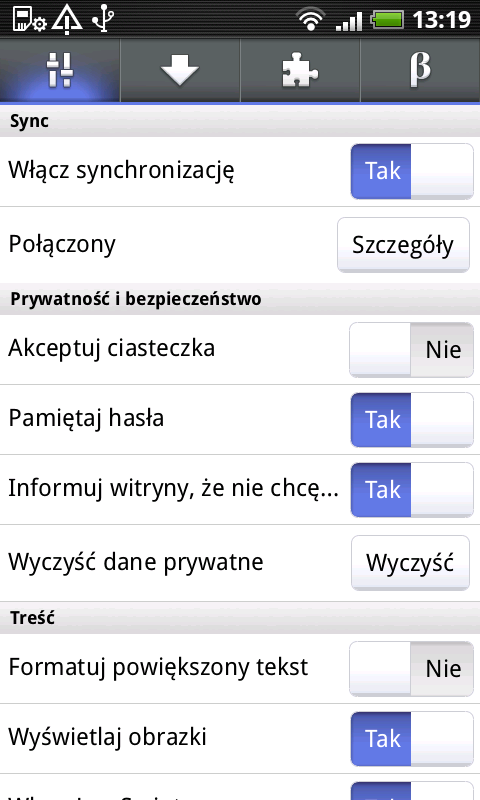 13:19
β
Sync
Włącz synchronizację
Tak
Połączony
Szczegóły
Prywatność i bezpieczeństwo
Akceptuj ciasteczka
Nie
Pamiętaj hasła
Tak
Informuj witryny, że nie chcę...
Tak
Wyczyść dane prywatne
Wyczyść
Treść
Formatuj powiększony tekst
Nie
Wyświetlaj obrazki
Tak